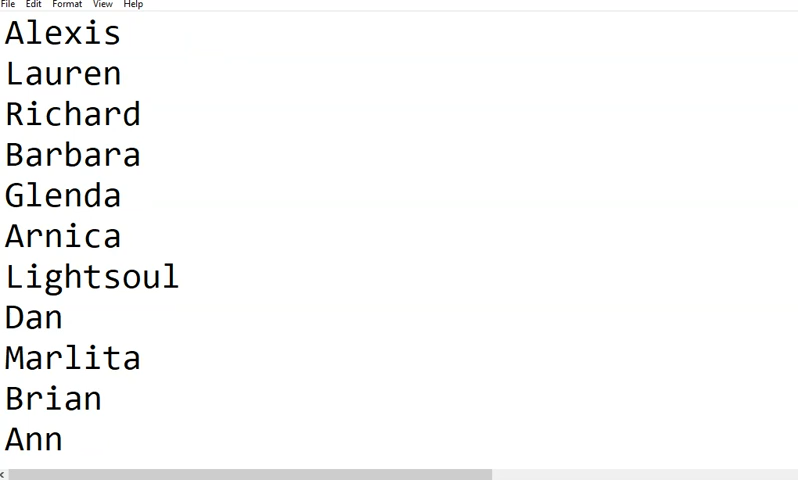 File Edit Format View Help
Alexis
Lauren
Richard
Barbara
Glenda
Arnica
Lightsoul
Dan
Marlita
Brian
Ann